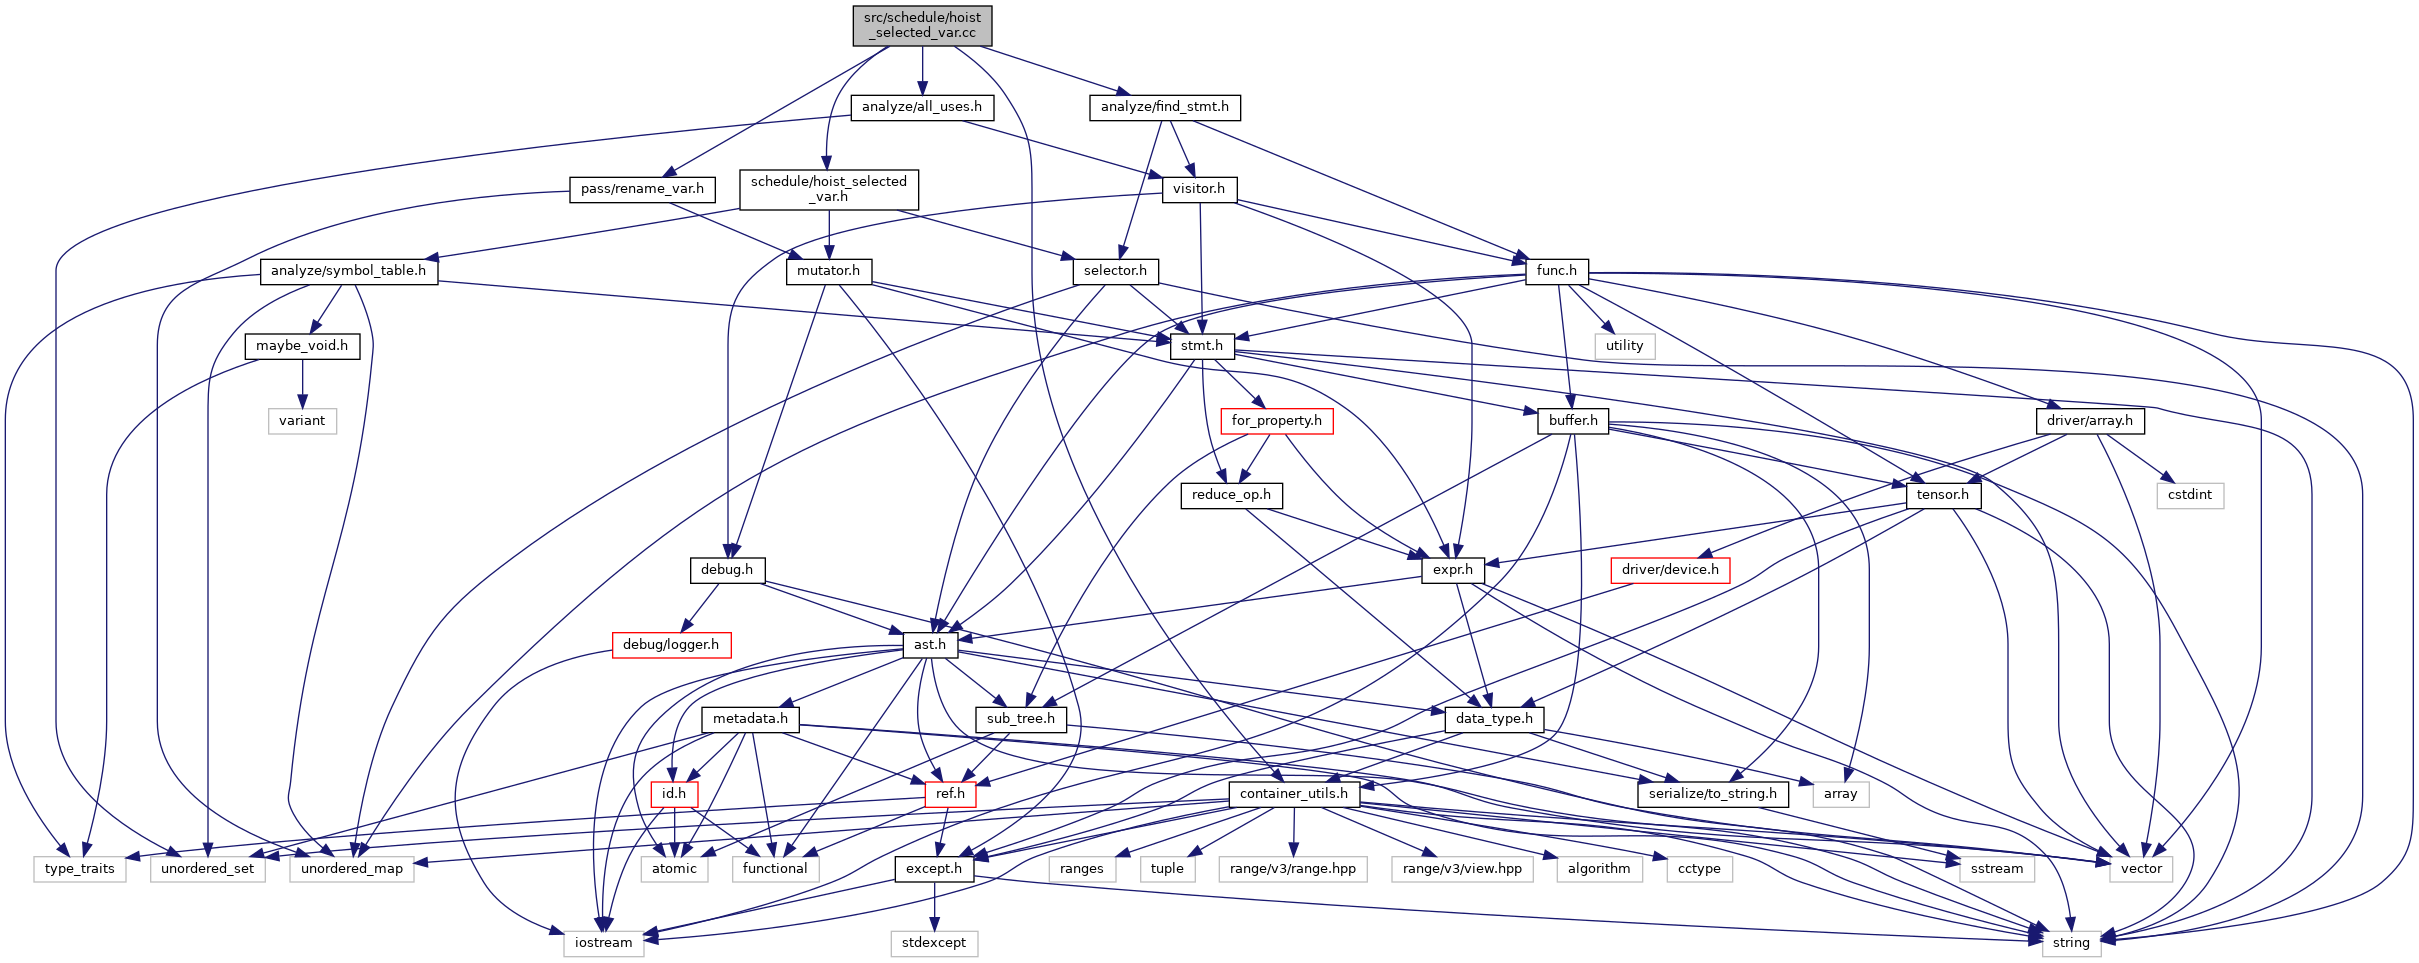 src/schedule/hoist
_selected_var.cc
analyze/all_uses.h
analyze/find_stmt.h
pass/rename_var.h
schedule/hoist_selected
_var.h
visitor.h
analyze/symbol_table.h
mutator.h
selector.h
func.h
maybe_void.h
stmt.h
utility
variant
for_property.h
buffer.h
driver/array.h
reduce_op.h
tensor.h
cstdint
debug.h
expr.h
driver/device.h
debug/logger.h
ast.h
metadata.h
sub_tree.h
data_type.h
id.h
ref.h
container_utils.h
serialize/to_string.h
array
type_traits
unordered_set
unordered_map
atomic
functional
except.h
ranges
tuple
range/v3/range.hpp
range/v3/view.hpp
algorithm
cctype
sstream
vector
iostream
stdexcept
string